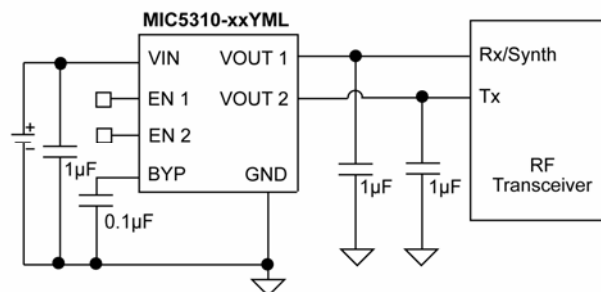 MIC5310-xxYML
VIN
VOUT 1
EN 1
VOUT 2
EN 2
BYP
GND
+
–
1µF
0.1µF
1µF
1µF
Rx/Synth
Tx
RF
Transceiver